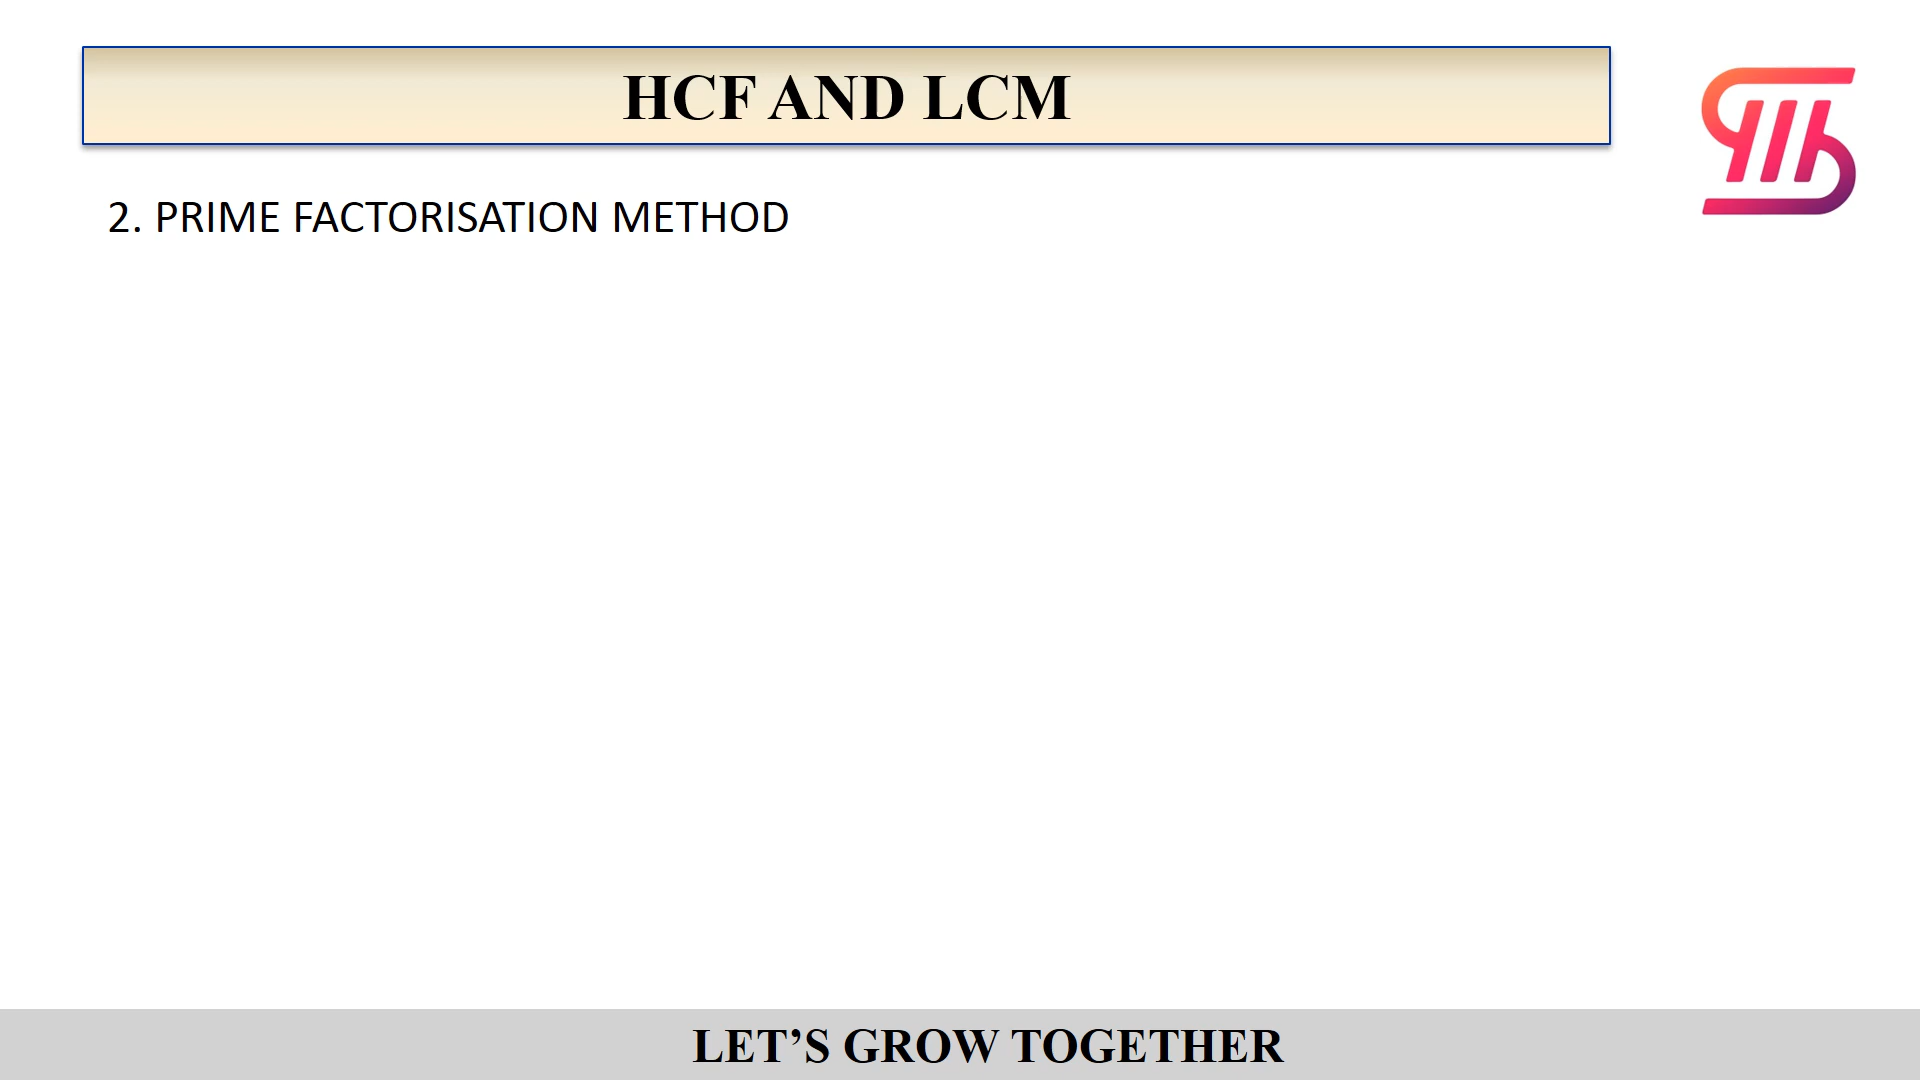 HCF AND LCM
2. PRIME FACTORISATION METHOD
LET’S GROW TOGETHER